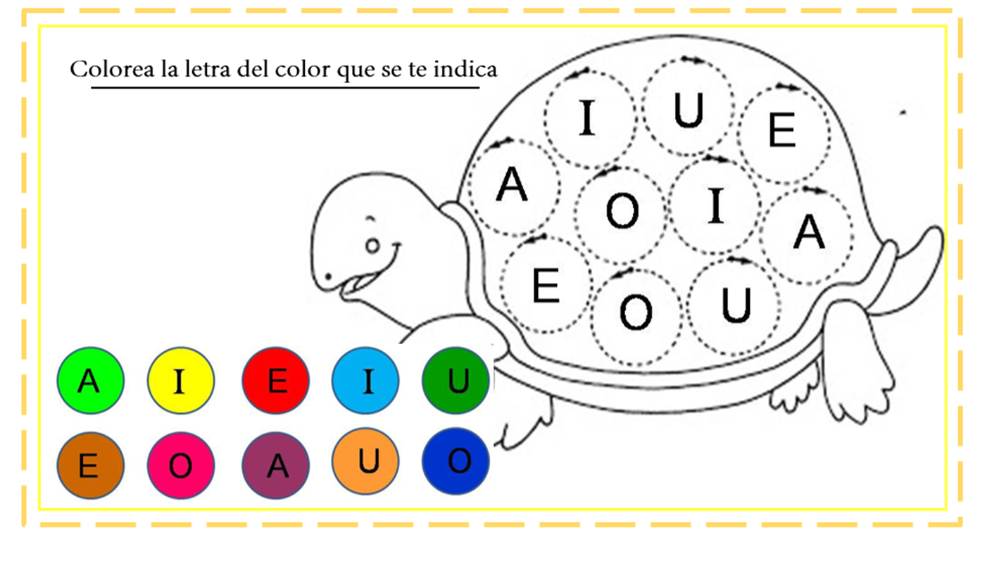 Colorea la letra del color que se te indica
I U E
A O I A
E O U
A I E I U
E O A U O